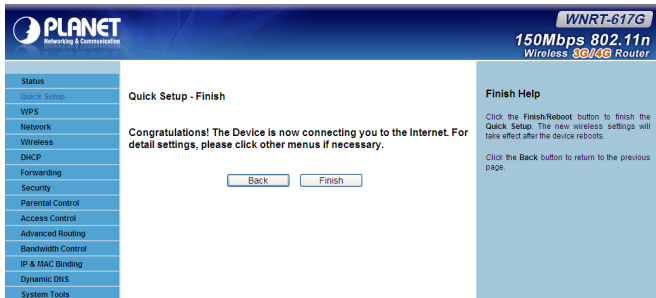 PLANET
Networking & Communication
WNRT-617G
150Mbps 802.11n
Wireless 3G/4G Router
Status
Quick Setup
WPS
Network
Wireless
DHCP
Forwarding
Security
Parental Control
Access Control
Advanced Routing
Bandwidth Control
IP & MAC Binding
Dynamic DNS
System Tools
Quick Setup - Finish
Congratulations! The Device is now connecting you to the Internet. For
detail settings, please click other menus if necessary.
Back
Finish
Finish Help
Click the Finish/Reboot button to finish the
Quick Setup. The new wireless settings will
take effect after the device reboots.
Click the Back button to return to the previous
page.